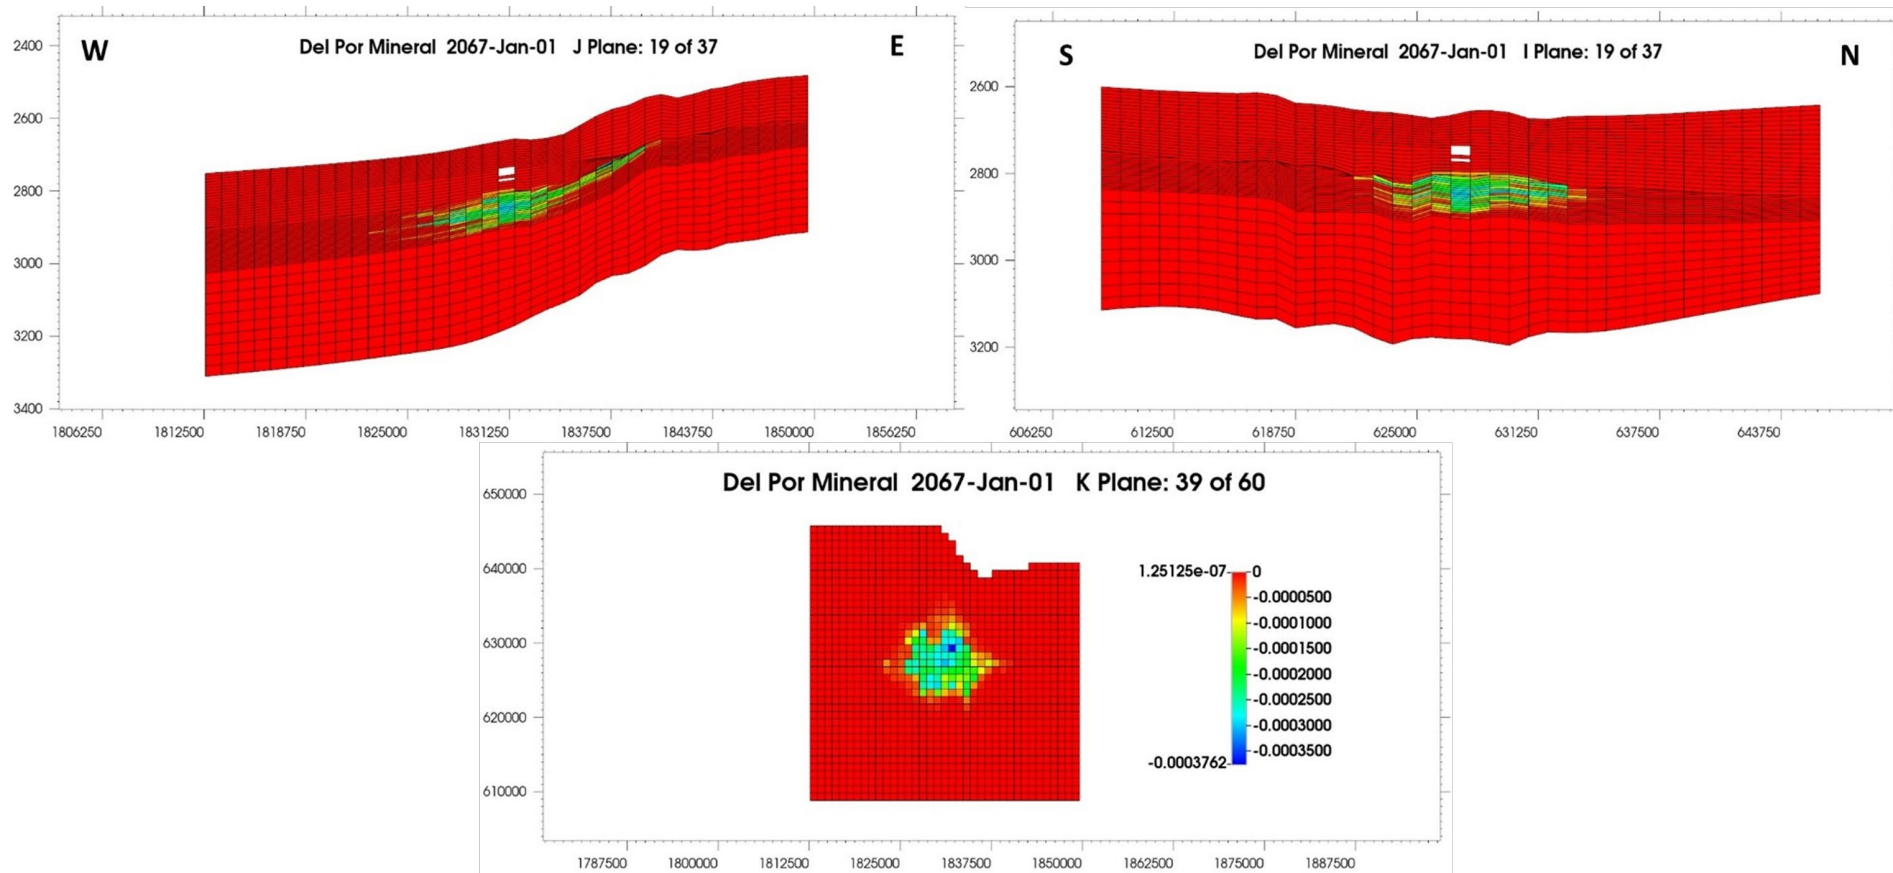 W
Del Por Mineral 2067-Jan-01 J Plane: 19 of 37
E
2400
2600
2800
3000
3200
3400
1806250 1812500 1818750 1825000 1831250 1837500 1843750 1850000 1856250
S
Del Por Mineral 2067-Jan-01 I Plane: 19 of 37
N
2600
2800
3000
3200
606250 612500 618750 625000 631250 637500 643750
Del Por Mineral 2067-Jan-01 K Plane: 39 of 60
650000
640000
630000
620000
610000
1787500 1800000 1812500 1825000 1837500 1850000 1862500 1875000 1887500
1.25125e-07 0
-0.0000500
-0.0001000
-0.0001500
-0.0002000
-0.0002500
-0.0003000
-0.0003500
-0.0003762